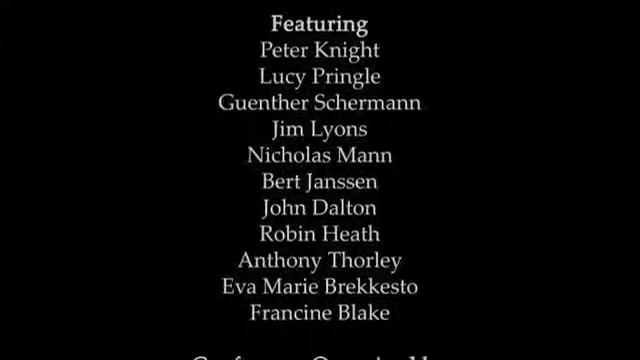 Featuring
Peter Knight
Lucy Pringle
Guenther Schermann
Jim Lyons
Nicholas Mann
Bert Janssen
John Dalton
Robin Heath
Anthony Thorley
Eva Marie Brekkesto
Francine Blake